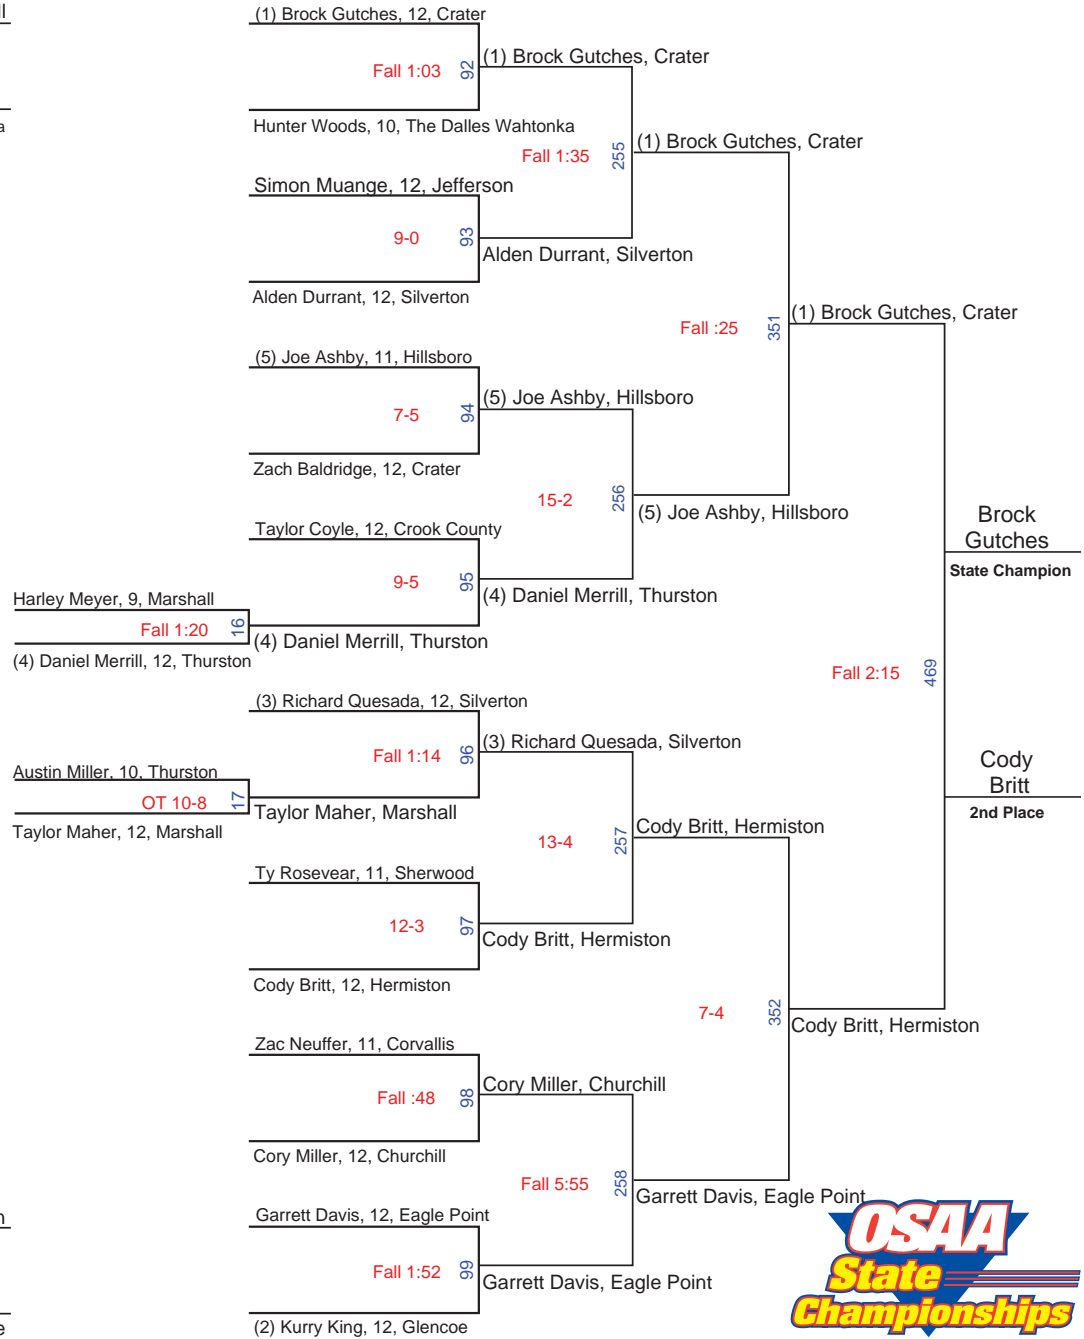 (1) Brock Gutches, 12, Crater
(1) Brock Gutches, Crater
Fall 1:03
92
Hunter Woods, 10, The Dalles Wahtonka
(1) Brock Gutches, Crater
Fall 1:35
255
Simon Muange, 12, Jefferson
9-0
93
Alden Durrant, Silverton
Alden Durrant, 12, Silverton
(1) Brock Gutches, Crater
Fall :25
351
(5) Joe Ashby, 11, Hillsboro
(5) Joe Ashby, Hillsboro
7-5
94
Zach Baldridge, 12, Crater
15-2
256
(5) Joe Ashby, Hillsboro
Brock
Gutches
State Champion
Taylor Coyle, 12, Crook County
9-5
95
(4) Daniel Merrill, Thurston
Harley Meyer, 9, Marshall
Fall 1:20
16
(4) Daniel Merrill, Thurston
(4) Daniel Merrill, 12, Thurston
Fall 2:15
469
(3) Richard Quesada, 12, Silverton
(3) Richard Quesada, Silverton
Fall 1:14
96
Austin Miller, 10, Thurston
OT 10-8
17
Taylor Maher, Marshall
Taylor Maher, 12, Marshall
Cody
Britt
2nd Place
Cody Britt, Hermiston
13-4
257
Ty Rosevear, 11, Sherwood
12-3
97
Cody Britt, Hermiston
Cody Britt, 12, Hermiston
7-4
352
Cody Britt, Hermiston
Zac Neuffer, 11, Corvallis
Cory Miller, Churchill
Fall :48
98
Cory Miller, 12, Churchill
Fall 5:55
258
Garrett Davis, Eagle Point
Garrett Davis, 12, Eagle Point
Fall 1:52
99
Garrett Davis, Eagle Point
(2) Kurry King, 12, Glencoe
OSAA
State
Championships